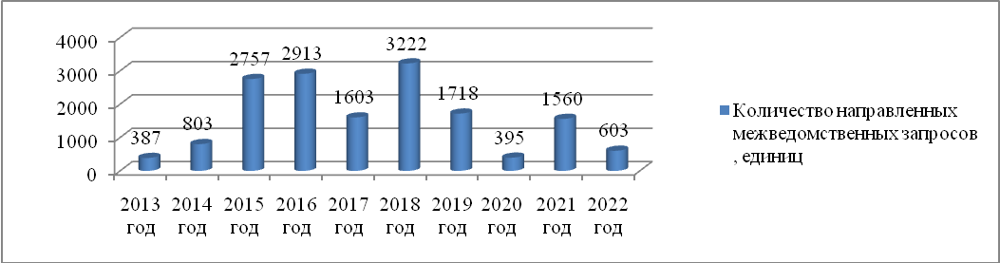 4000
3000
2000
1000
0
387
803
2757
2913
1603
3222
1718
395
1560
603
2013 год
2014 год
2015 год
2016 год
2017 год
2018 год
2019 год
2020 год
2021 год
2022 год
Количество направленных
межведомственных запросов
, единиц